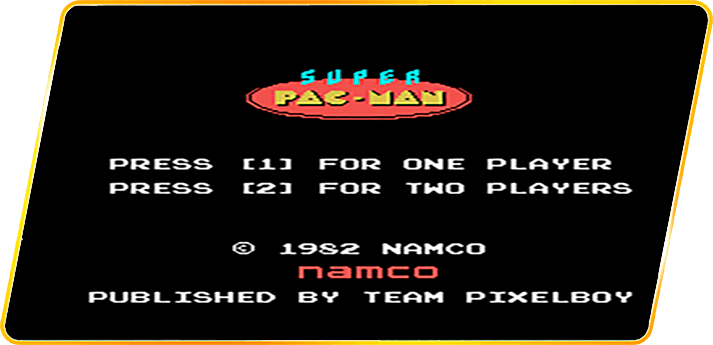 SUPER
PAC-MAN
PRESS [1] FOR ONE PLAYER
PRESS [2] FOR TWO PLAYERS
© 1982 NAMCO
namco
PUBLISHED BY TEAM PIXELBOY